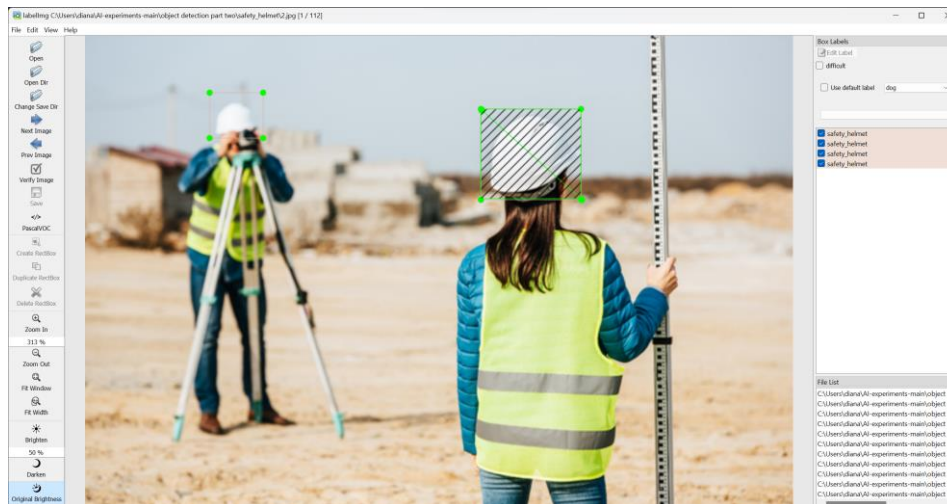 labelImg C:\Users\diana\AI-experiments-main\object detection part two\safety_helmet\2.jpg [1 / 112]
File Edit View Help
Open
Open Dir
Change Save Dir
Next Image
Prev Image
Verify Image
Save
</>
PascalVOC
Create RectBox
Duplicate RectBox
Delete RectBox
Zoom In
313 %
Zoom Out
Fit Window
Fit Width
Brighten
50 %
Darken
Original Brightness
Box Labels
Edit Label
difficult
Use default label dog
safety_helmet
safety_helmet
safety_helmet
safety_helmet
File List
C:\Users\diana\AI-experiments-main\object
C:\Users\diana\AI-experiments-main\object
C:\Users\diana\AI-experiments-main\object
C:\Users\diana\AI-experiments-main\object
C:\Users\diana\AI-experiments-main\object
C:\Users\diana\AI-experiments-main\object
C:\Users\diana\AI-experiments-main\object
C:\Users\diana\AI-experiments-main\object
C:\Users\diana\AI-experiments-main\object
C:\Users\diana\AI-experiments-main\object
C:\Users\diana\AI-experiments-main\object